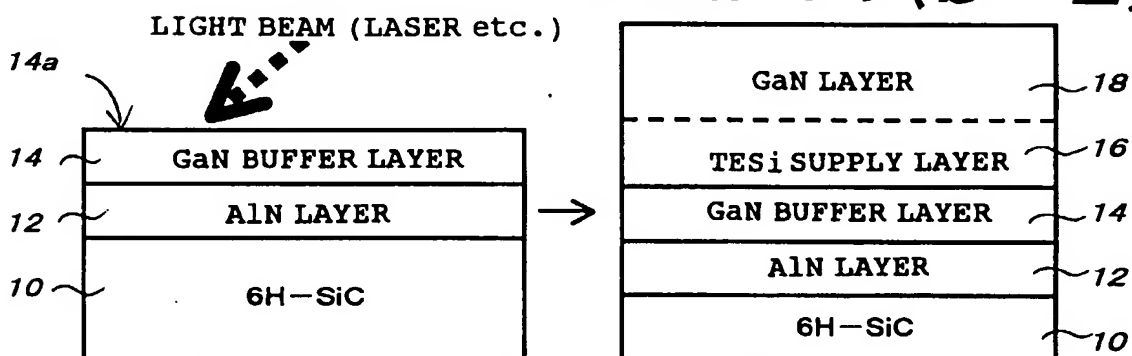 LIGHT BEAM (LASER etc.)
14a
14 GaN BUFFER LAYER
12 AlN LAYER
10 6H-SiC
GaN LAYER 18
TESi SUPPLY LAYER 16
GaN BUFFER LAYER 14
AlN LAYER 12
6H-SiC 10